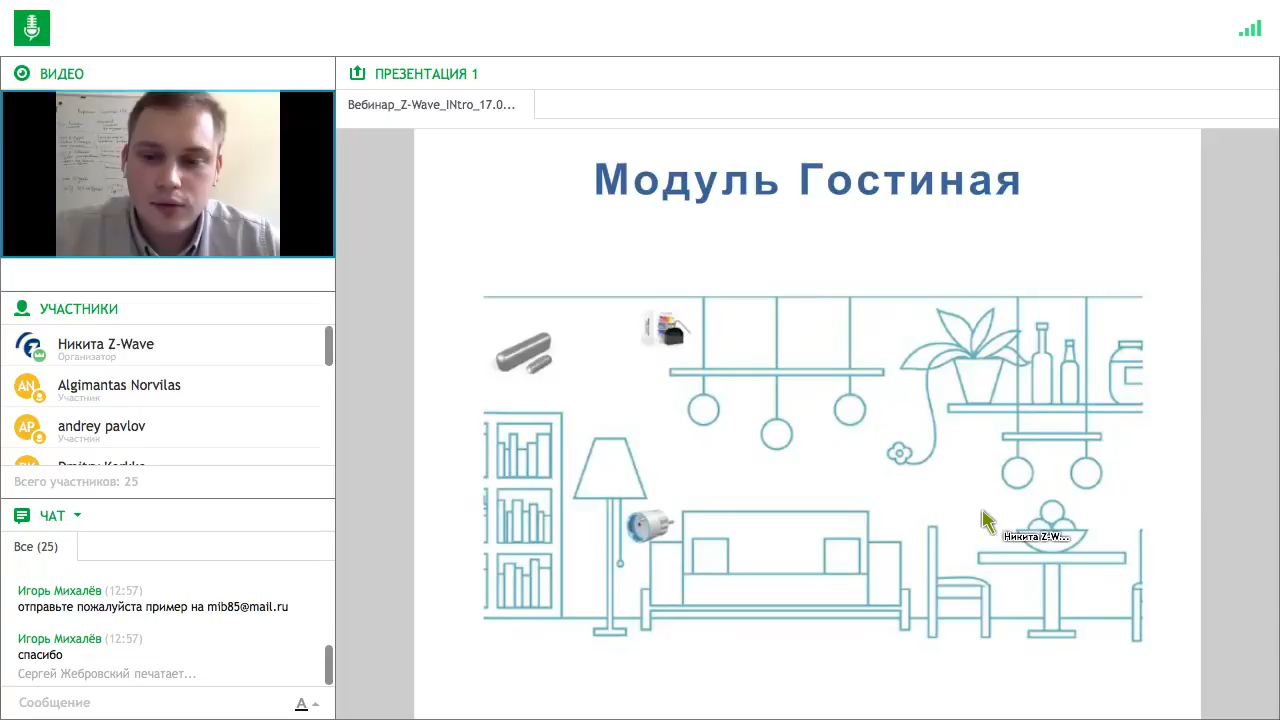 ВИДЕО
ПРЕЗЕНТАЦИЯ 1
Вебинар_Z-Wave_INtro_17.0...
Модуль Гостиная
Никита Z-W...
УЧАСТНИКИ
Никита Z-Wave
Организатор
AN
Algimantas Norvilas
Участник
AP
andrey pavlov
Участник
Всего участников: 25
ЧАТ
Все (25)
Игорь Михалёв (12:57)
отправьте пожалуйста пример на mib85@mail.ru
Игорь Михалёв (12:57)
спасибо
Сергей Жебровский печатает...
Сообщение
A